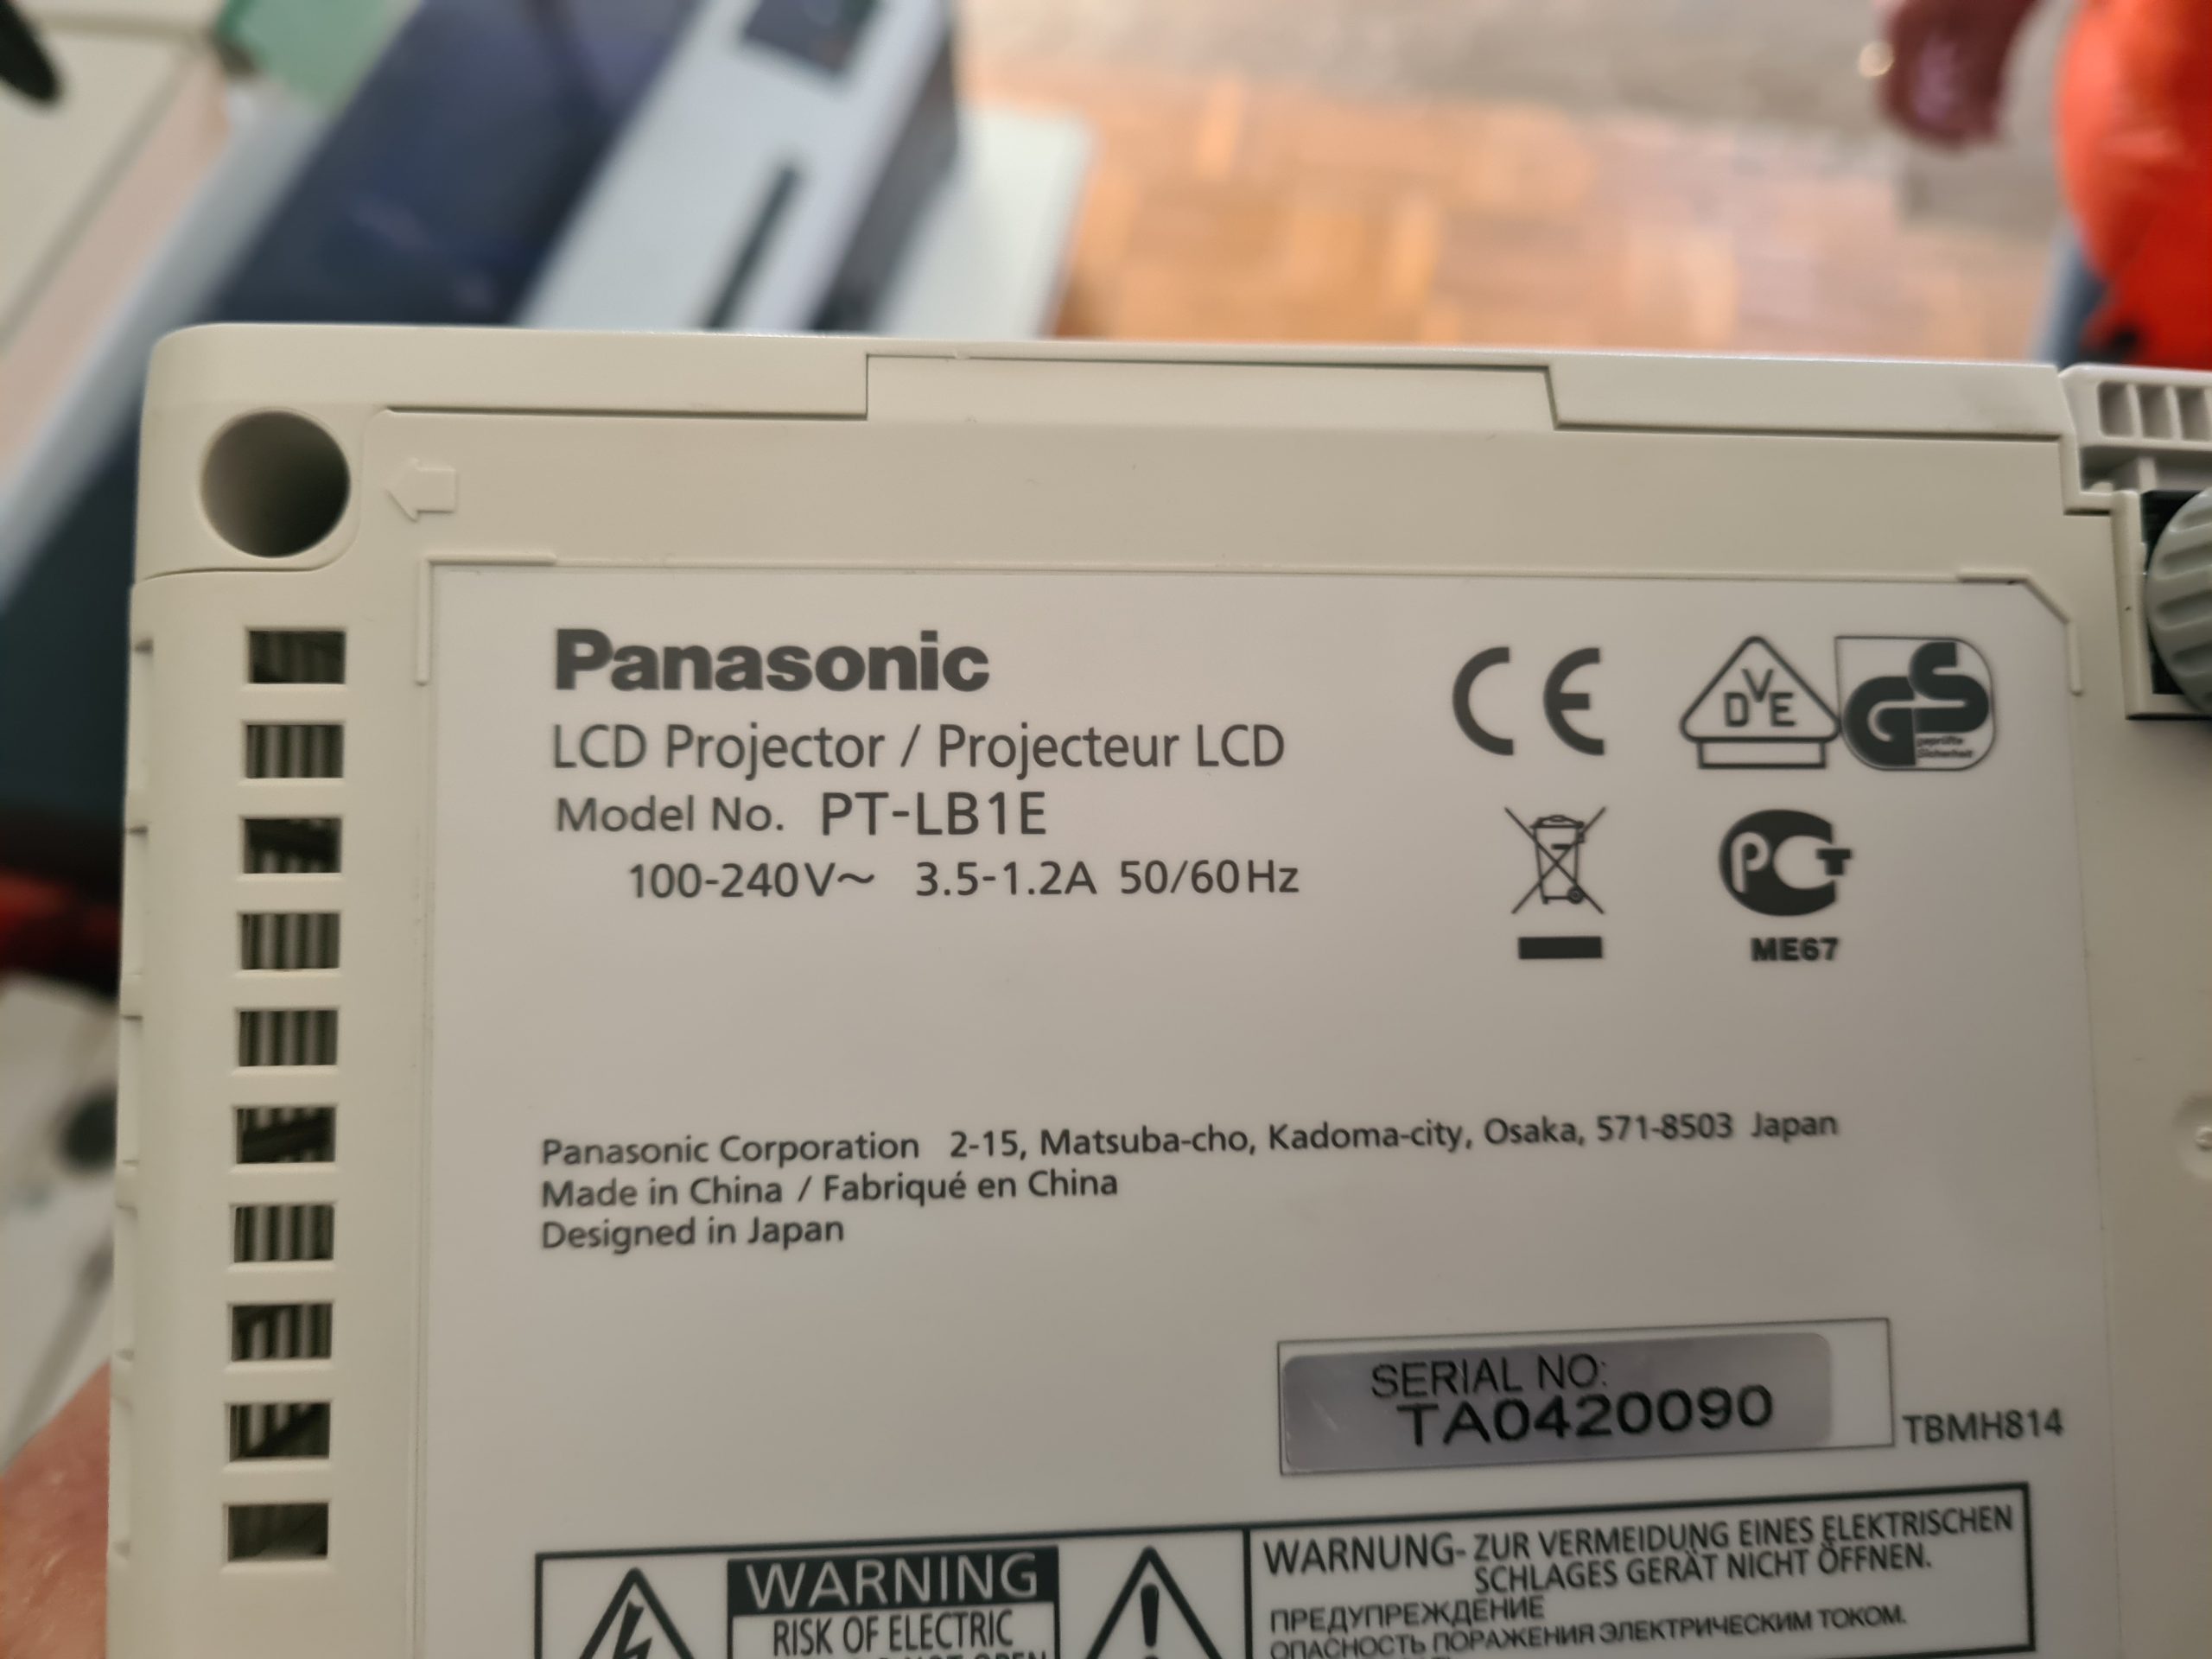 Panasonic
LCD Projector / Projecteur LCD
Model No. PT-LB1E
100-240V~ 3.5-1.2A 50/60Hz
CE
DVE
GS
geprüfte
Sicherheit
PCT
ME67
Panasonic Corporation 2-15, Matsuba-cho, Kadoma-city, Osaka, 571-8503 Japan
Made in China / Fabriqué en China
Designed in Japan
SERIAL NO:
TA0420090
TBMH814
WARNING
RISK OF ELECTRIC
WARNUNG- ZUR VERMEIDUNG EINES ELEKTRISCHEN
SCHLAGES GERÄT NICHT ÖFFNEN.
ПРЕДУПРЕЖДЕНИЕ
ОПАСНОСТЬ ПОРАЖЕНИЯ ЭЛЕКТРИЧЕСКИМ ТОКОМ.